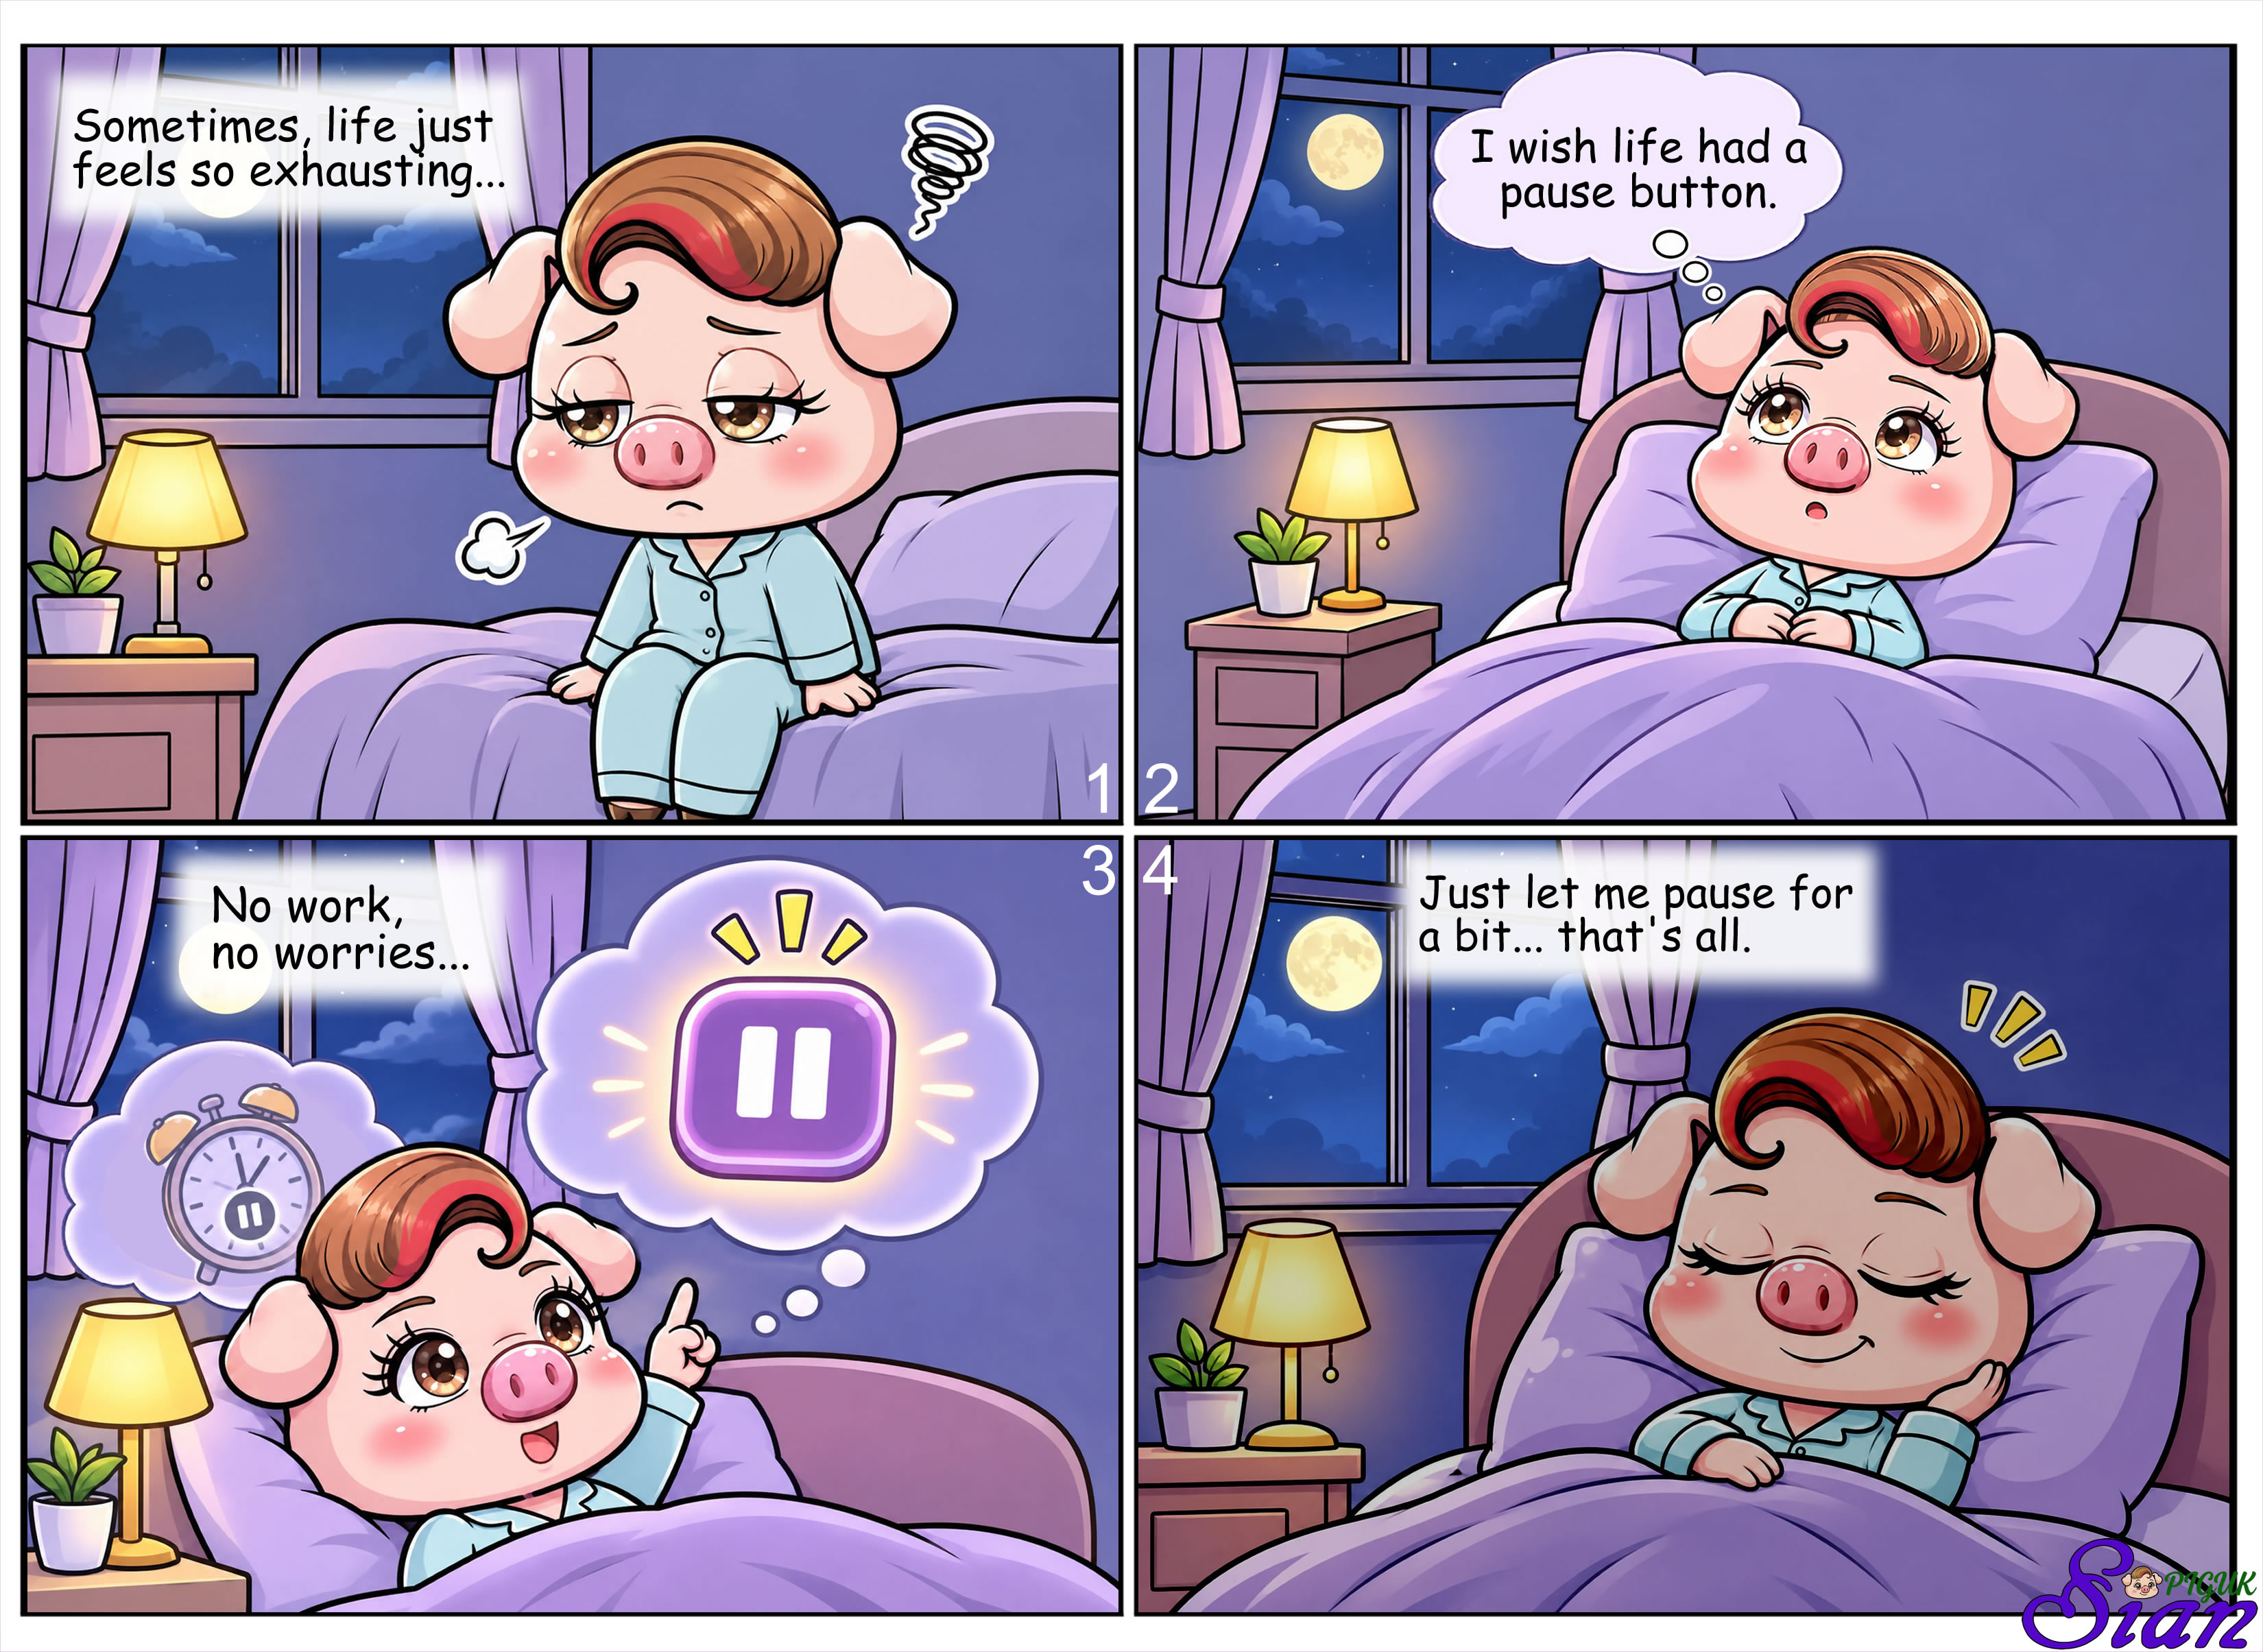 Sometimes, life just
feels so exhausting...
1
I wish life had a
pause button.
2
No work,
no worries...
3
Just let me pause for
a bit... that's all.
4
PIGUK
Sian